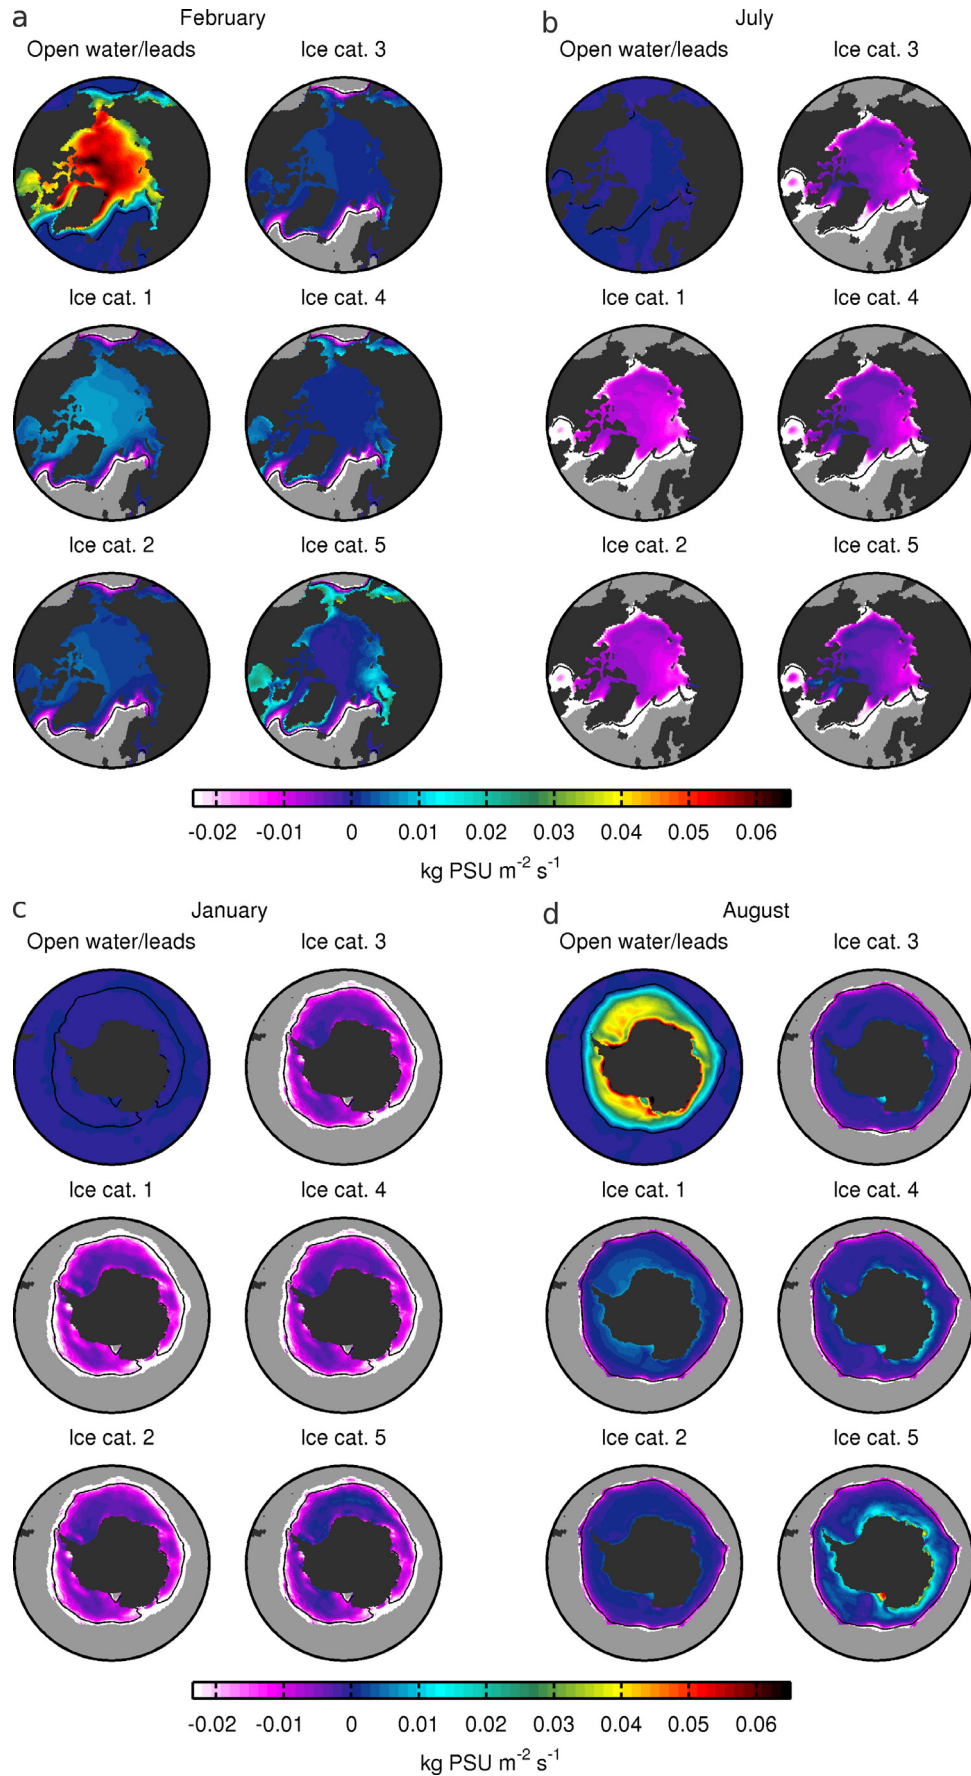 a February
Open water/leads Ice cat. 3
Ice cat. 1 Ice cat. 4
Ice cat. 2 Ice cat. 5
b July
Open water/leads Ice cat. 3
Ice cat. 1 Ice cat. 4
Ice cat. 2 Ice cat. 5
-0.02 -0.01 0 0.01 0.02 0.03 0.04 0.05 0.06
kg PSU m⁻² s⁻¹
c January
Open water/leads Ice cat. 3
Ice cat. 1 Ice cat. 4
Ice cat. 2 Ice cat. 5
d August
Open water/leads Ice cat. 3
Ice cat. 1 Ice cat. 4
Ice cat. 2 Ice cat. 5
-0.02 -0.01 0 0.01 0.02 0.03 0.04 0.05 0.06
kg PSU m⁻² s⁻¹